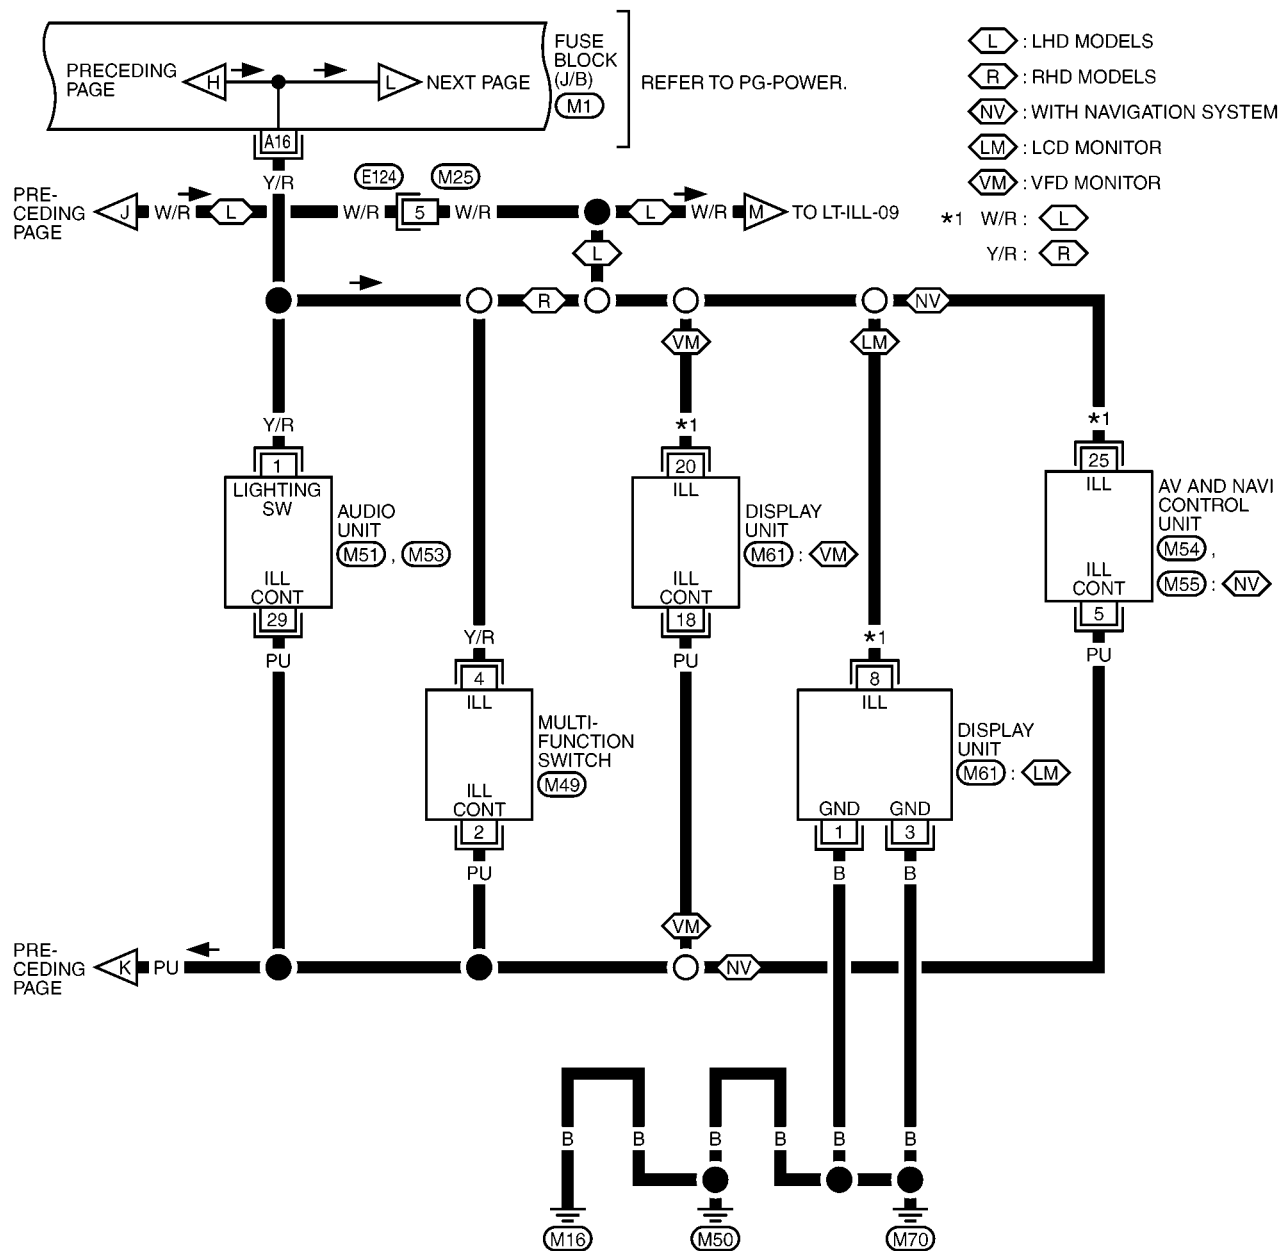 PRECEDING
PAGE
H
L
NEXT PAGE
FUSE
BLOCK
(J/B)
M1
REFER TO PG-POWER.
L : LHD MODELS
R : RHD MODELS
NV : WITH NAVIGATION SYSTEM
LM : LCD MONITOR
VM : VFD MONITOR
*1 W/R : L
Y/R : R
A16
Y/R
PRE-
CEDING
PAGE
J
W/R
L
W/R
E124
5
M25
W/R
L
W/R
M
TO LT-ILL-09
L
R
NV
VM
LM
Y/R
1
LIGHTING
SW
ILL
CONT
29
PU
AUDIO
UNIT
M51 , M53
Y/R
4
ILL
ILL
CONT
2
PU
MULTI-
FUNCTION
SWITCH
M49
*1
20
ILL
ILL
CONT
18
PU
DISPLAY
UNIT
M61 : VM
*1
8
ILL
GND
GND
1
3
B
B
DISPLAY
UNIT
M61 : LM
*1
25
ILL
ILL
CONT
5
PU
AV AND NAVI
CONTROL
UNIT
M54 ,
M55 : NV
VM
PRE-
CEDING
PAGE
K
PU
NV
B
B
B
B
B
B
M16
M50
M70